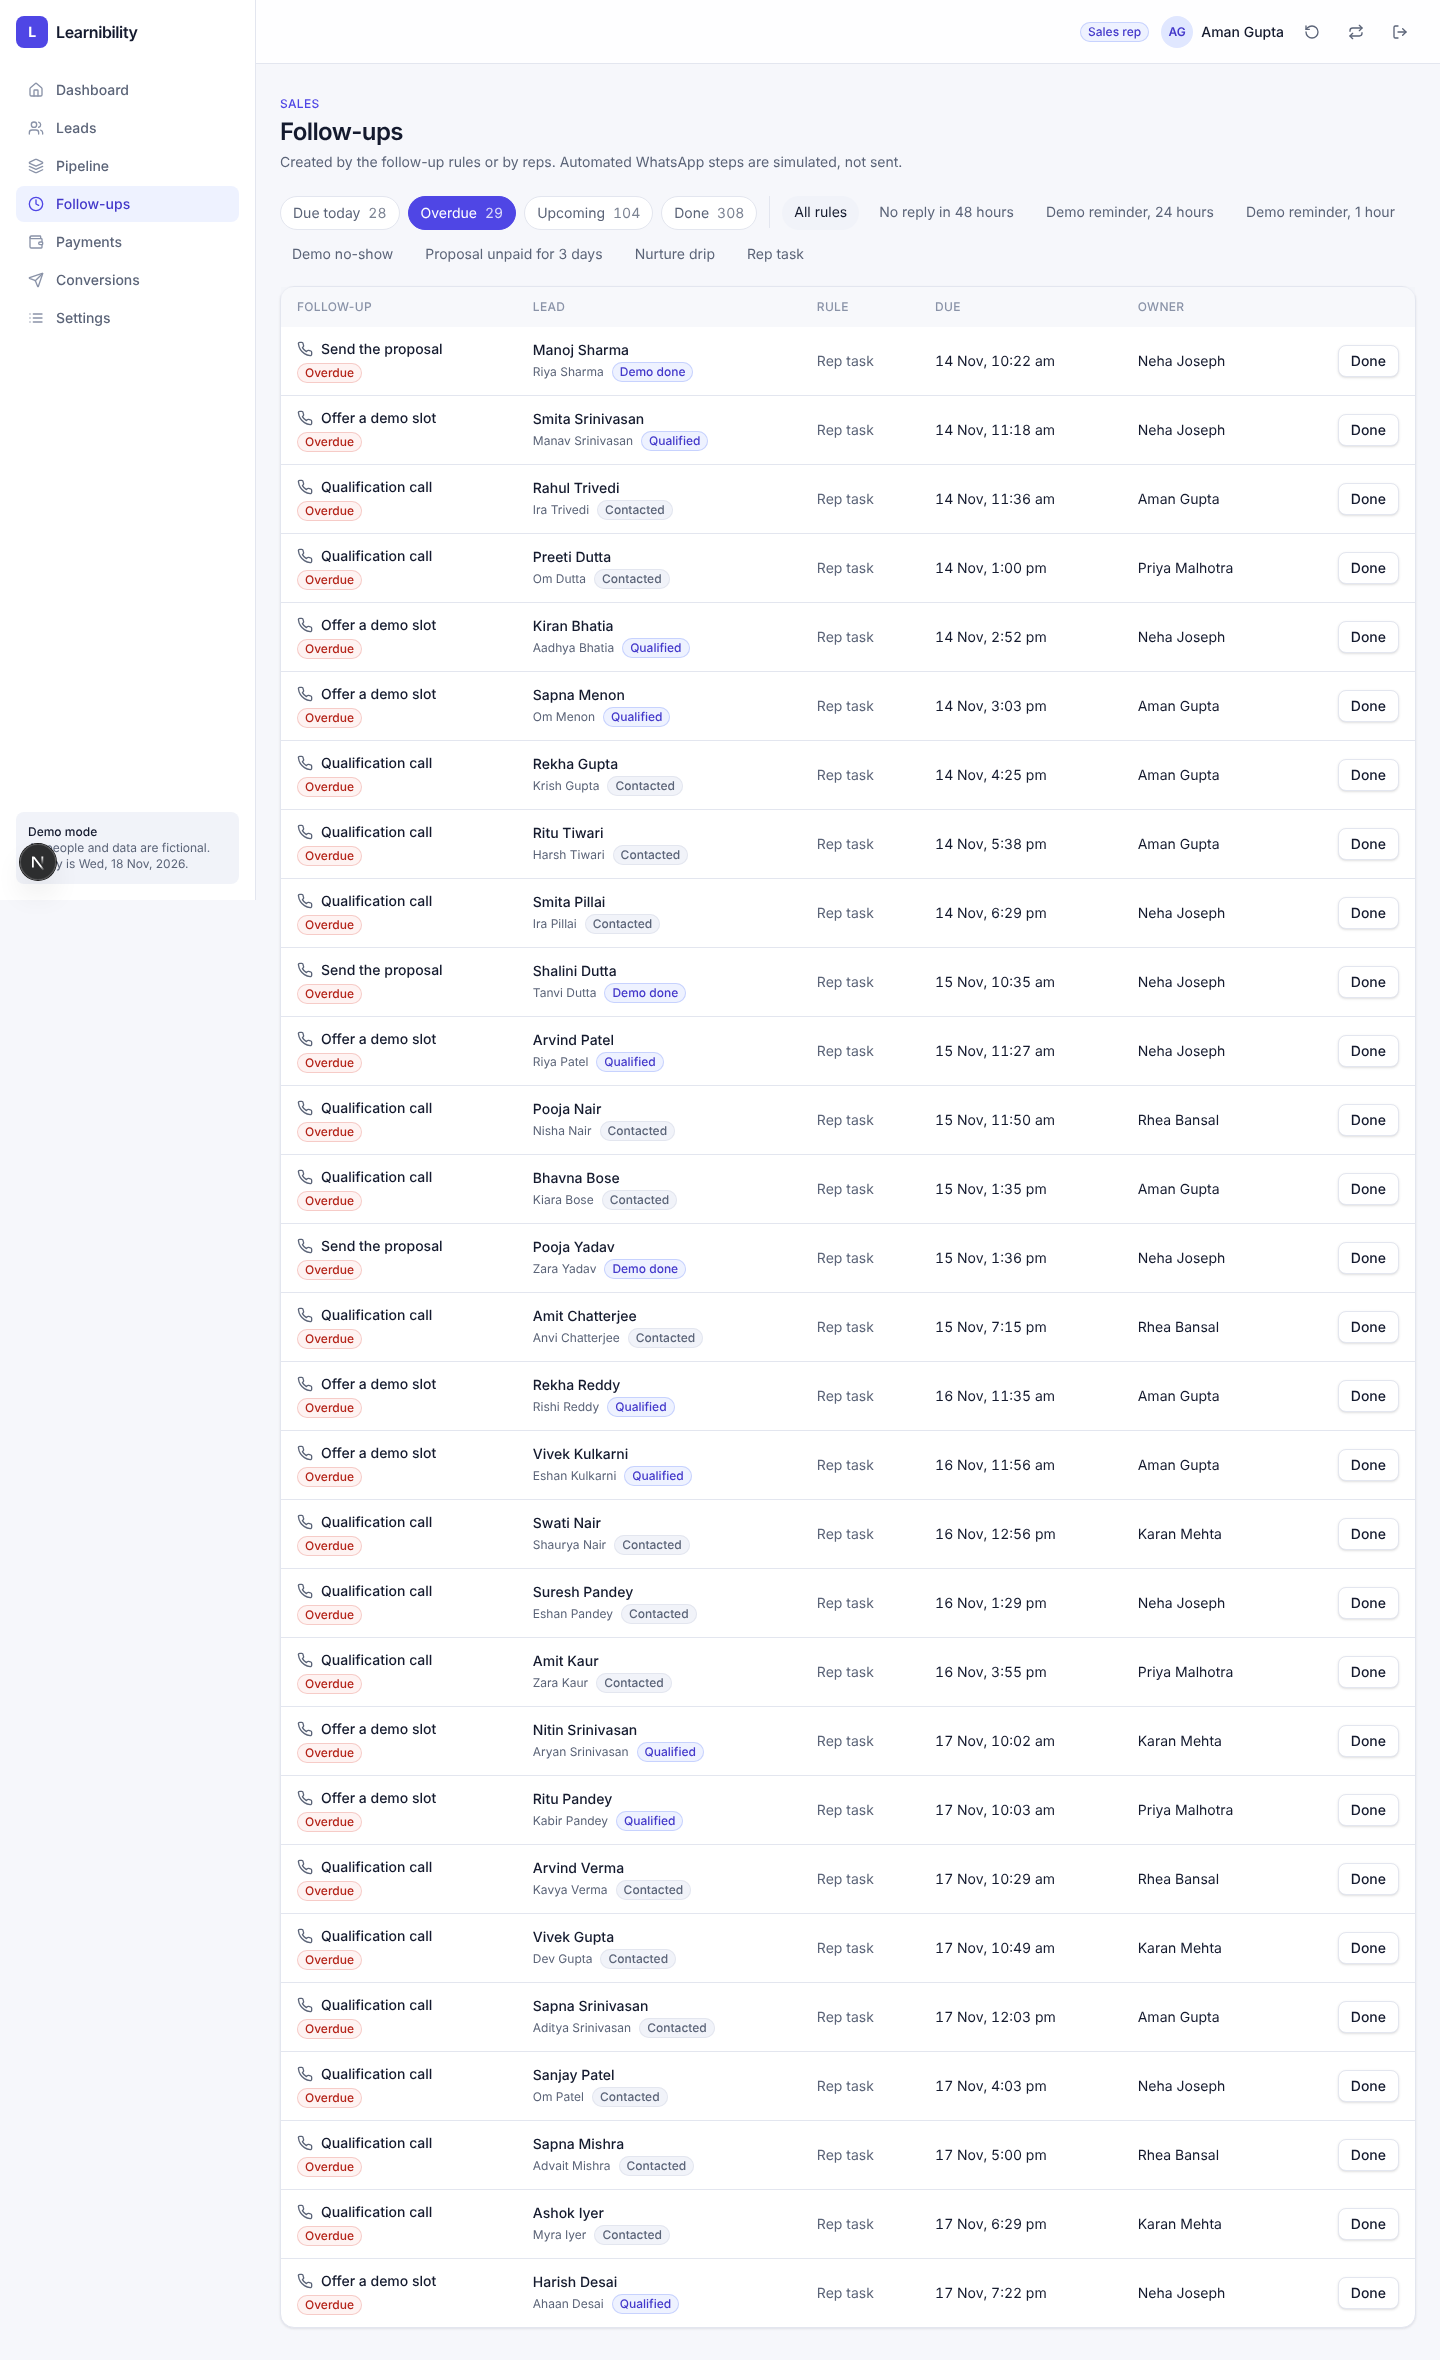 L Learnibility
Sales rep AG Aman Gupta
Dashboard
Leads
Pipeline
Follow-ups
Payments
Conversions
Settings
Demo mode
people and data are fictional.
is Wed, 18 Nov, 2026.
N
SALES
Follow-ups
Created by the follow-up rules or by reps. Automated WhatsApp steps are simulated, not sent.
Due today 28 Overdue 29 Upcoming 104 Done 308 All rules No reply in 48 hours Demo reminder, 24 hours Demo reminder, 1 hour
Demo no-show Proposal unpaid for 3 days Nurture drip Rep task
FOLLOW-UP LEAD RULE DUE OWNER
Send the proposal Manoj Sharma Rep task 14 Nov, 10:22 am Neha Joseph Done
Overdue Riya Sharma Demo done
Offer a demo slot Smita Srinivasan Rep task 14 Nov, 11:18 am Neha Joseph Done
Overdue Manav Srinivasan Qualified
Qualification call Rahul Trivedi Rep task 14 Nov, 11:36 am Aman Gupta Done
Overdue Ira Trivedi Contacted
Qualification call Preeti Dutta Rep task 14 Nov, 1:00 pm Priya Malhotra Done
Overdue Om Dutta Contacted
Offer a demo slot Kiran Bhatia Rep task 14 Nov, 2:52 pm Neha Joseph Done
Overdue Aadhya Bhatia Qualified
Offer a demo slot Sapna Menon Rep task 14 Nov, 3:03 pm Aman Gupta Done
Overdue Om Menon Qualified
Qualification call Rekha Gupta Rep task 14 Nov, 4:25 pm Aman Gupta Done
Overdue Krish Gupta Contacted
Qualification call Ritu Tiwari Rep task 14 Nov, 5:38 pm Aman Gupta Done
Overdue Harsh Tiwari Contacted
Qualification call Smita Pillai Rep task 14 Nov, 6:29 pm Neha Joseph Done
Overdue Ira Pillai Contacted
Send the proposal Shalini Dutta Rep task 15 Nov, 10:35 am Neha Joseph Done
Overdue Tanvi Dutta Demo done
Offer a demo slot Arvind Patel Rep task 15 Nov, 11:27 am Neha Joseph Done
Overdue Riya Patel Qualified
Qualification call Pooja Nair Rep task 15 Nov, 11:50 am Rhea Bansal Done
Overdue Nisha Nair Contacted
Qualification call Bhavna Bose Rep task 15 Nov, 1:35 pm Aman Gupta Done
Overdue Kiara Bose Contacted
Send the proposal Pooja Yadav Rep task 15 Nov, 1:36 pm Neha Joseph Done
Overdue Zara Yadav Demo done
Qualification call Amit Chatterjee Rep task 15 Nov, 7:15 pm Rhea Bansal Done
Overdue Anvi Chatterjee Contacted
Offer a demo slot Rekha Reddy Rep task 16 Nov, 11:35 am Aman Gupta Done
Overdue Rishi Reddy Qualified
Offer a demo slot Vivek Kulkarni Rep task 16 Nov, 11:56 am Aman Gupta Done
Overdue Eshan Kulkarni Qualified
Qualification call Swati Nair Rep task 16 Nov, 12:56 pm Karan Mehta Done
Overdue Shaurya Nair Contacted
Qualification call Suresh Pandey Rep task 16 Nov, 1:29 pm Neha Joseph Done
Overdue Eshan Pandey Contacted
Qualification call Amit Kaur Rep task 16 Nov, 3:55 pm Priya Malhotra Done
Overdue Zara Kaur Contacted
Offer a demo slot Nitin Srinivasan Rep task 17 Nov, 10:02 am Karan Mehta Done
Overdue Aryan Srinivasan Qualified
Offer a demo slot Ritu Pandey Rep task 17 Nov, 10:03 am Priya Malhotra Done
Overdue Kabir Pandey Qualified
Qualification call Arvind Verma Rep task 17 Nov, 10:29 am Rhea Bansal Done
Overdue Kavya Verma Contacted
Qualification call Vivek Gupta Rep task 17 Nov, 10:49 am Karan Mehta Done
Overdue Dev Gupta Contacted
Qualification call Sapna Srinivasan Rep task 17 Nov, 12:03 pm Aman Gupta Done
Overdue Aditya Srinivasan Contacted
Qualification call Sanjay Patel Rep task 17 Nov, 4:03 pm Neha Joseph Done
Overdue Om Patel Contacted
Qualification call Sapna Mishra Rep task 17 Nov, 5:00 pm Rhea Bansal Done
Overdue Advait Mishra Contacted
Qualification call Ashok Iyer Rep task 17 Nov, 6:29 pm Karan Mehta Done
Overdue Myra Iyer Contacted
Offer a demo slot Harish Desai Rep task 17 Nov, 7:22 pm Neha Joseph Done
Overdue Ahaan Desai Qualified